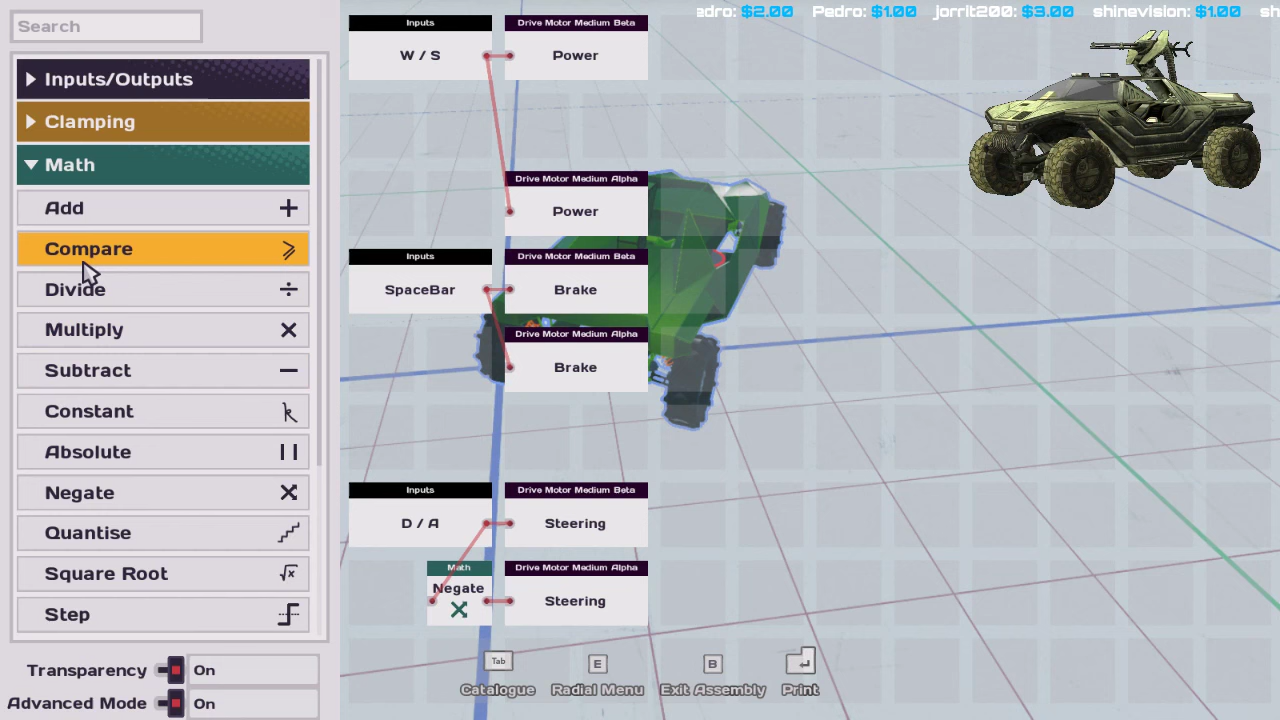 edro: $2.00 Pedro: $1.00 jorrit200: $3.00 shinevision: $1.00 sh
Search
Inputs/Outputs
Clamping
Math
Add
Compare
Divide
Multiply
Subtract
Constant
Absolute
Negate
Quantise
Square Root
Step
Transparency On
Advanced Mode On
Inputs
W / S
Drive Motor Medium Beta
Power
Drive Motor Medium Alpha
Power
Inputs
SpaceBar
Drive Motor Medium Beta
Brake
Drive Motor Medium Alpha
Brake
Inputs
D / A
Drive Motor Medium Beta
Steering
Math
Negate
Drive Motor Medium Alpha
Steering
Tab E B
Catalogue Radial Menu Exit Assembly Print